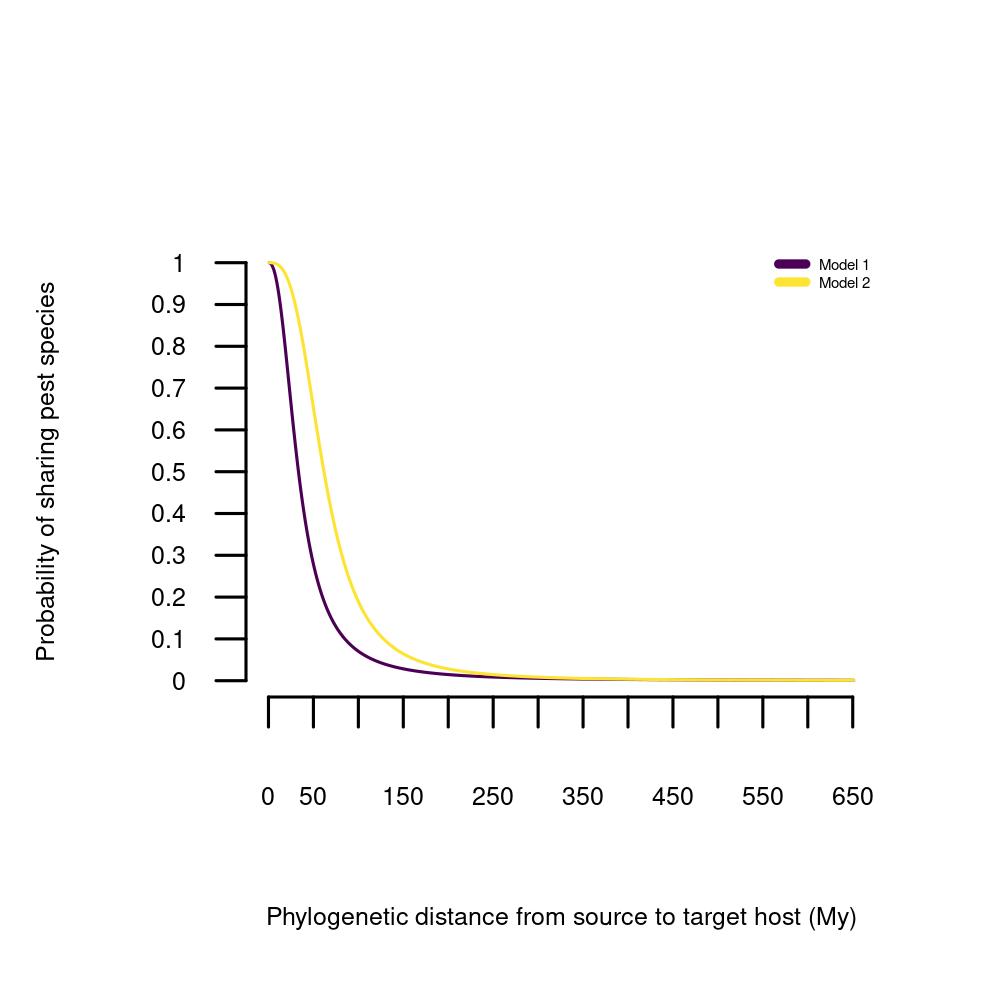 Probability of sharing pest species
1
0.9
0.8
0.7
0.6
0.5
0.4
0.3
0.2
0.1
0
Model 1
Model 2
0 50 150 250 350 450 550 650
Phylogenetic distance from source to target host (My)